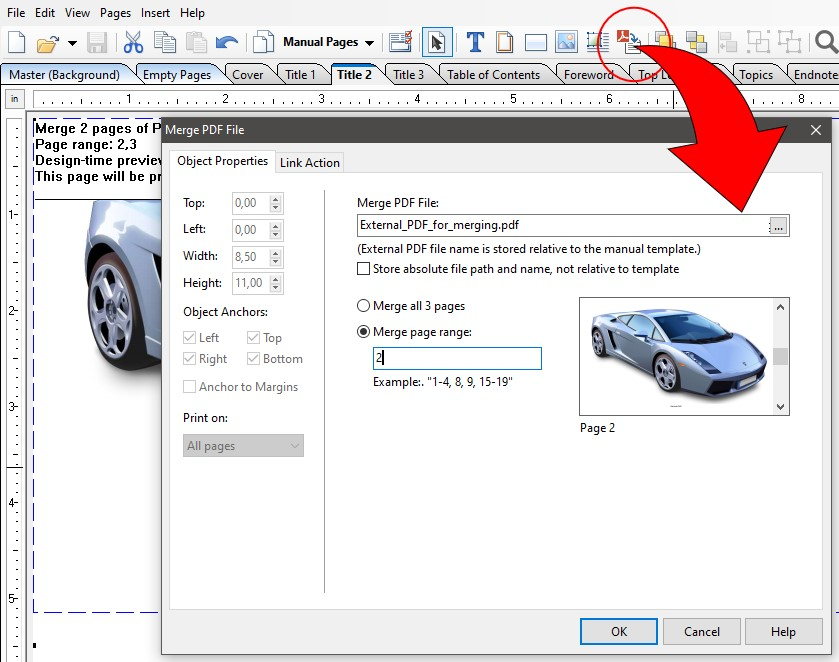 File Edit View Pages Insert Help
Manual Pages
Master (Background) Empty Pages Cover Title 1 Title 2 Title 3 Table of Contents Foreword Top L Topics Endnote
in 1 2 3 4 5 6 8
Merge 2 pages of P
Page range: 2,3
Design-time preview
This page will be pr
1
2
3
4
5
Merge PDF File
Object Properties Link Action
Top: 0,00
Left: 0,00
Width: 8,50
Height: 11,00
Object Anchors:
Left Top
Right Bottom
Anchor to Margins
Print on:
All pages
Merge PDF File:
External_PDF_for_merging.pdf ...
(External PDF file name is stored relative to the manual template.)
Store absolute file path and name, not relative to template
Merge all 3 pages
Merge page range:
2
Example:. "1-4, 8, 9, 15-19"
Page 2
OK Cancel Help